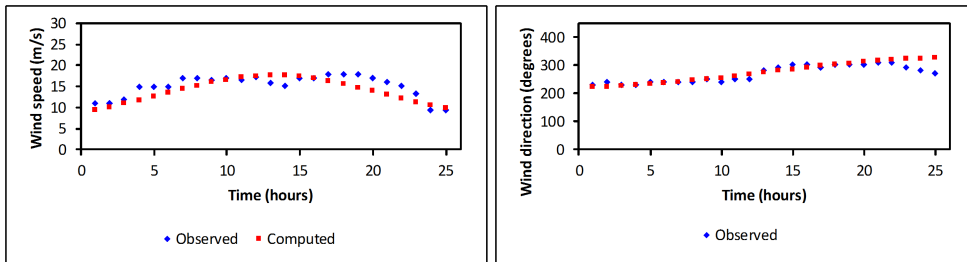 Wind speed (m/s)
30
25
20
15
10
5
0
0 5 10 15 20 25
Time (hours)
Observed Computed
Wind direction (degrees)
400
300
200
100
0
0 5 10 15 20 25
Time (hours)
Observed